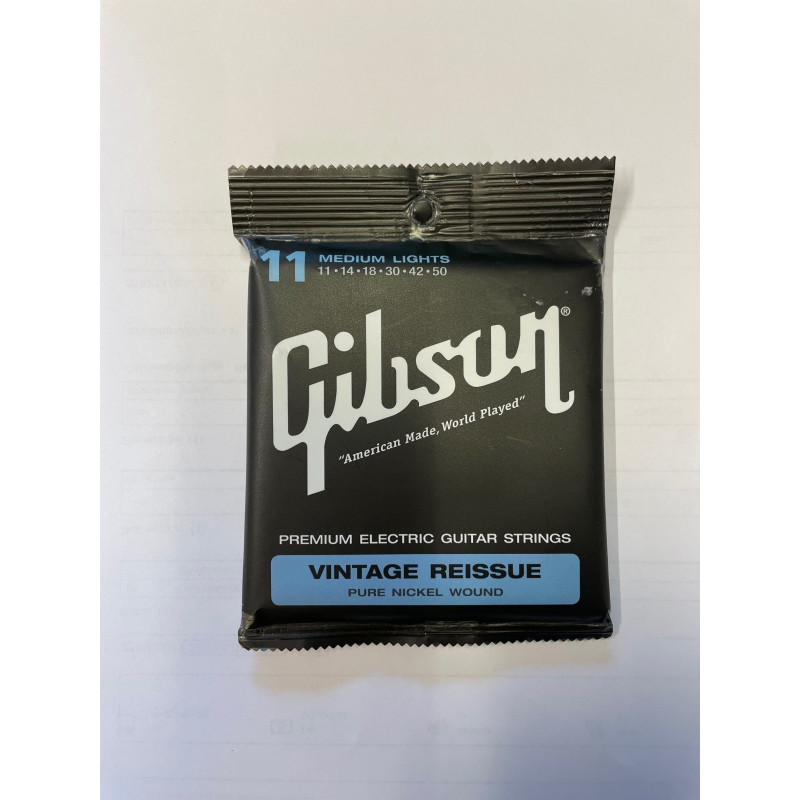 11 MEDIUM LIGHTS
11•14•18•30•42•50
Gibson®
"American Made, World Played"
PREMIUM ELECTRIC GUITAR STRINGS
VINTAGE REISSUE
PURE NICKEL WOUND